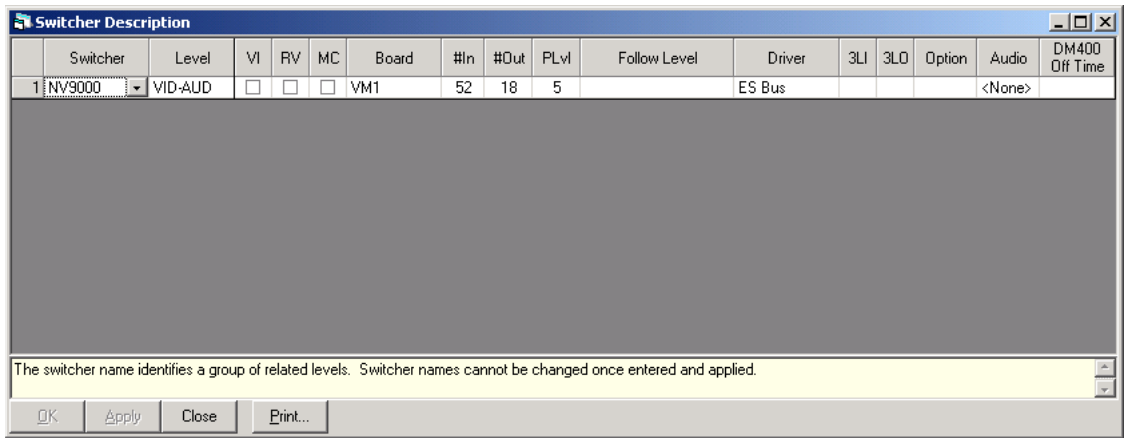 Switcher Description
Switcher Level VI RV MC Board #In #Out PLvl Follow Level Driver 3LI 3LO Option Audio DM400 Off Time
1 NV9000 VID-AUD VM1 52 18 5 ES Bus <None>
The switcher name identifies a group of related levels. Switcher names cannot be changed once entered and applied.
OK Apply Close Print...